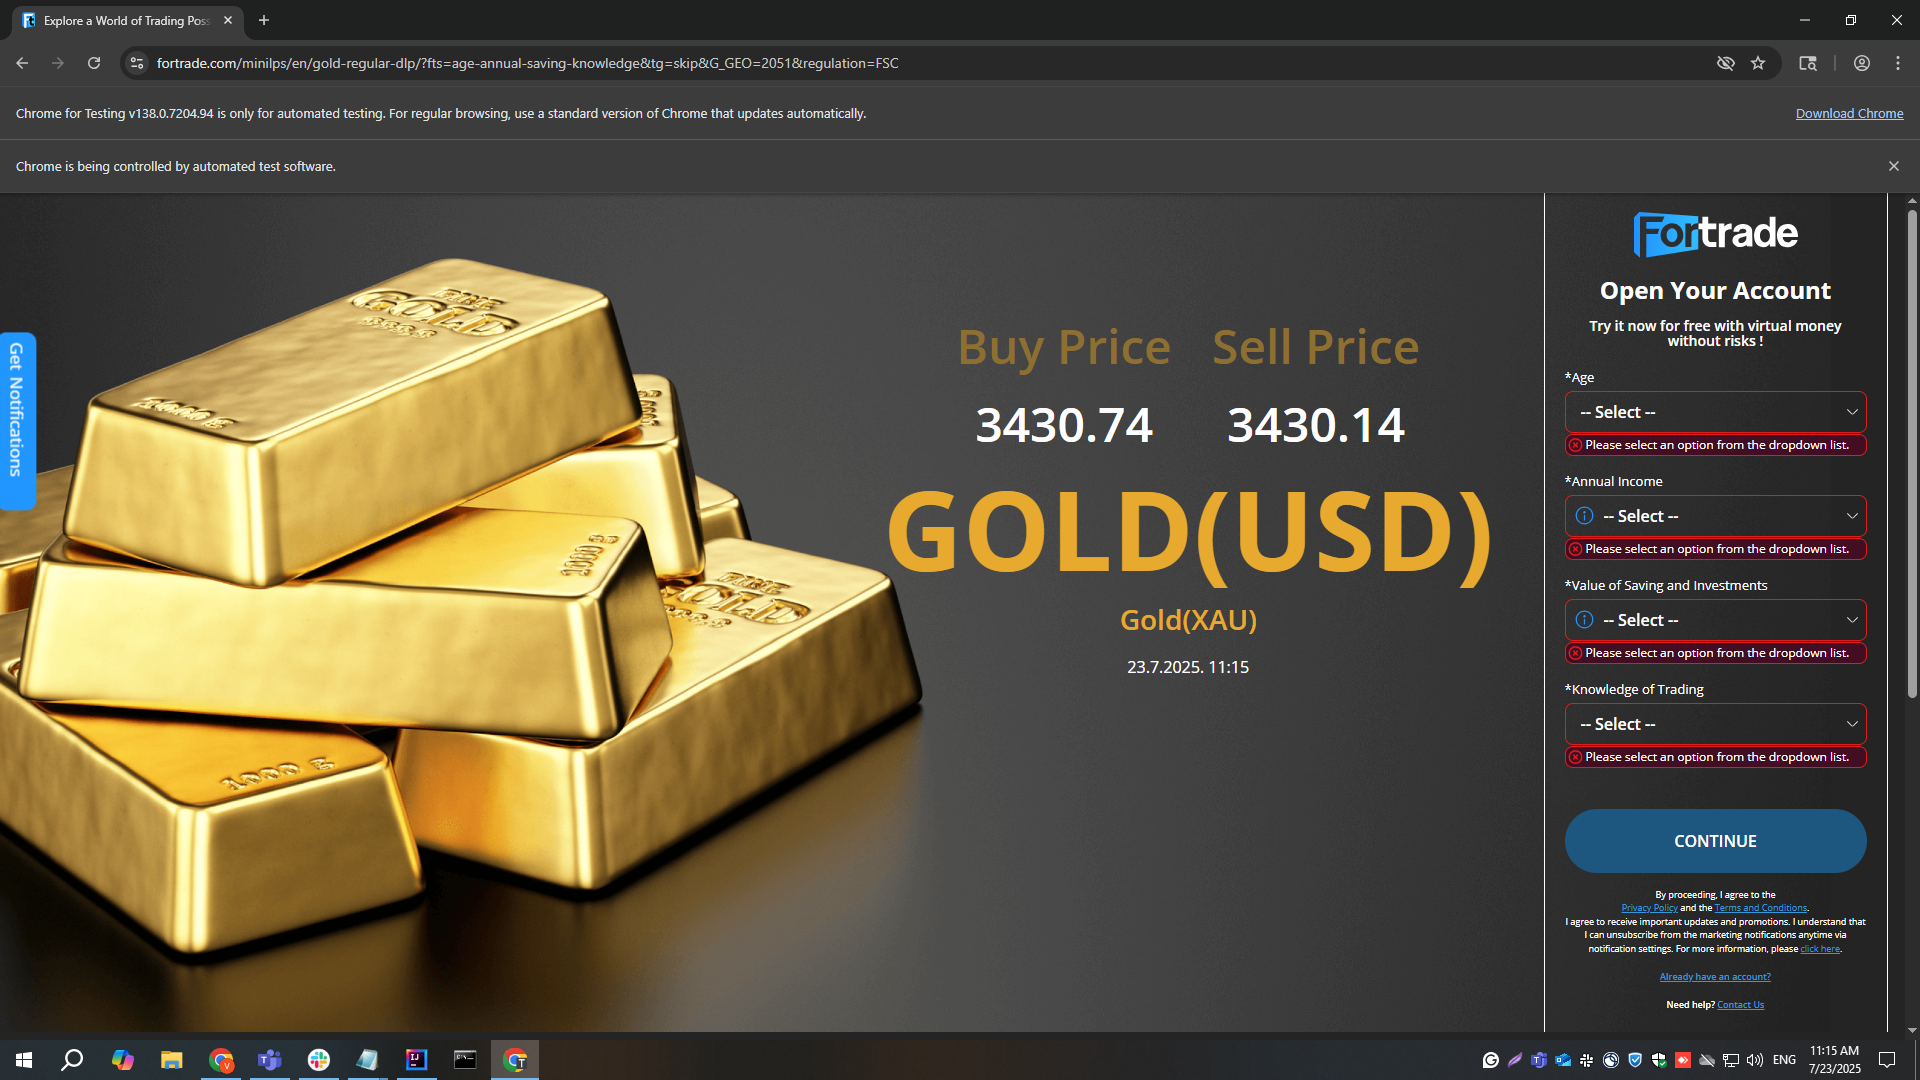 Explore a World of Trading Poss
fortrade.com/minilps/en/gold-regular-dlp/?fts=age-annual-saving-knowledge&tg=skip&G_GEO=2051&regulation=FSC
Chrome for Testing v138.0.7204.94 is only for automated testing. For regular browsing, use a standard version of Chrome that updates automatically.
Download Chrome
Chrome is being controlled by automated test software.
Get Notifications
FINE
GOLD
999.9
1000 g
1000 g
FINE
GOLD
1000 g
Buy Price Sell Price
3430.74 3430.14
GOLD(USD)
Gold(XAU)
23.7.2025. 11:15
Fortrade
Open Your Account
Try it now for free with virtual money
without risks !
*Age
-- Select --
Please select an option from the dropdown list.
*Annual Income
-- Select --
Please select an option from the dropdown list.
*Value of Saving and Investments
-- Select --
Please select an option from the dropdown list.
*Knowledge of Trading
-- Select --
Please select an option from the dropdown list.
CONTINUE
By proceeding, I agree to the
Privacy Policy and the Terms and Conditions.
I agree to receive important updates and promotions. I understand that
I can unsubscribe from the marketing notifications anytime via
notification settings. For more information, please click here.
Already have an account?
Need help? Contact Us
ENG
11:15 AM
7/23/2025